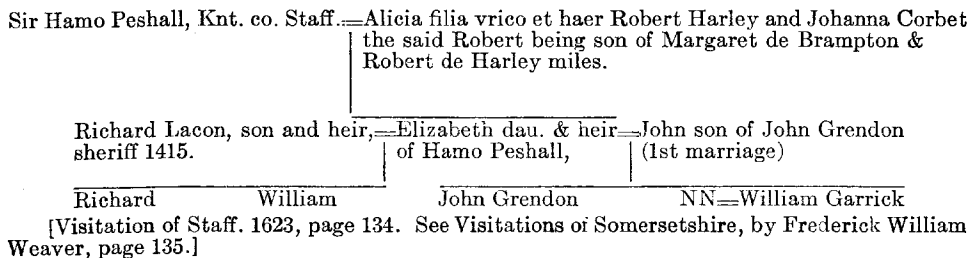 Sir Hamo Peshall, Knt. co. Staff.=Alicia filia vrico et haer Robert Harley and Johanna Corbet
the said Robert being son of Margaret de Brampton &
Robert de Harley miles.
Richard Lacon, son and heir,=Elizabeth dau. & heir=John son of John Grendon
sheriff 1415. of Hamo Peshall, (1st marriage)
Richard William John Grendon NN=William Garrick
[Visitation of Staff. 1623, page 134. See Visitations of Somersetshire, by Frederick William
Weaver, page 135.]